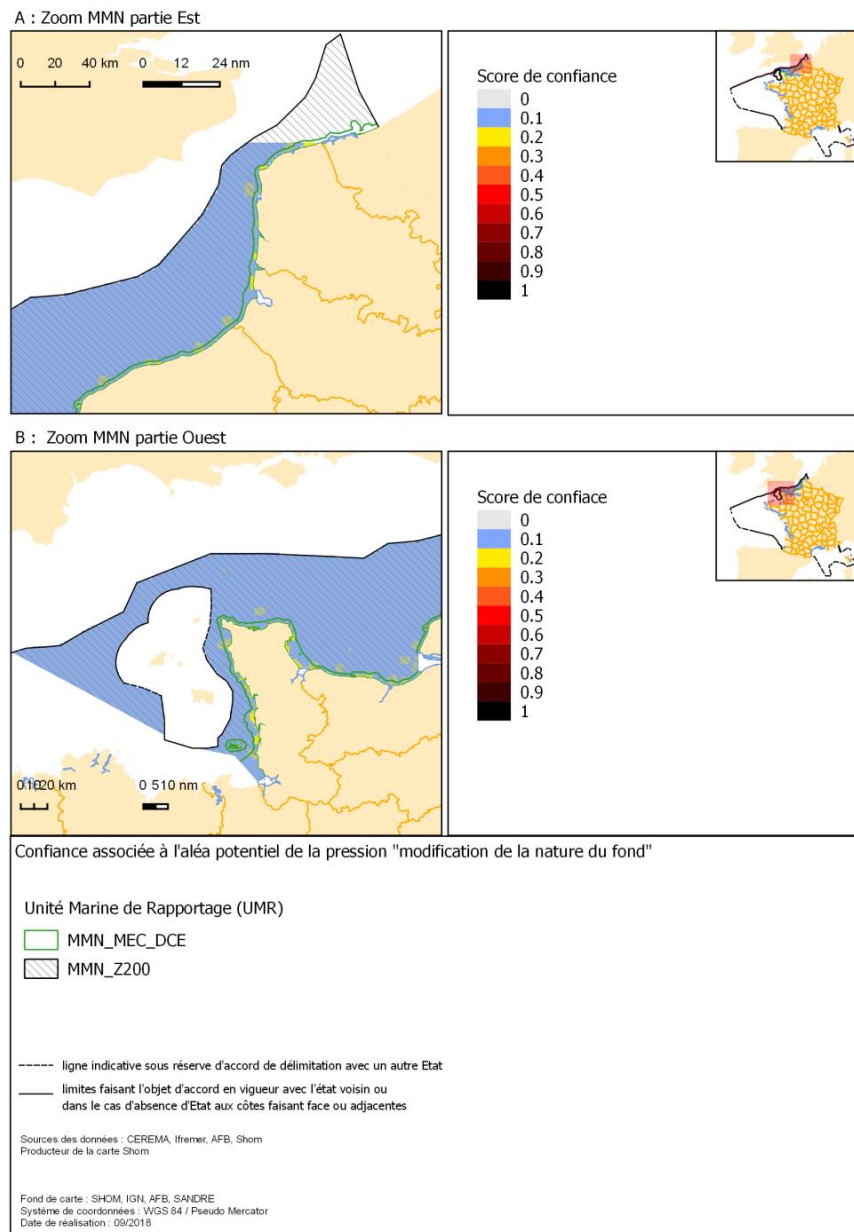 A : Zoom MMN partie Est
0 20 40 km
0 12 24 nm
Score de confiance
0
0.1
0.2
0.3
0.4
0.5
0.6
0.7
0.8
0.9
1
B : Zoom MMN partie Ouest
0 10 20 km
0 5 10 nm
Score de confiace
0
0.1
0.2
0.3
0.4
0.5
0.6
0.7
0.8
0.9
1
Confiance associée à l'aléa potentiel de la pression "modification de la nature du fond"
Unité Marine de Rapportage (UMR)
MMN_MEC_DCE
MMN_Z200
ligne indicative sous réserve d'accord de délimitation avec un autre Etat
limites faisant l'objet d'accord en vigueur avec l'état voisin ou
dans le cas d'absence d'Etat aux côtes faisant face ou adjacentes
Sources des données : CEREMA, Ifremer, AFB, Shom
Producteur de la carte Shom
Fond de carte : SHOM, IGN, AFB, SANDRE
Système de coordonnées : WGS 84 / Pseudo Mercator
Date de réalisation : 09/2018